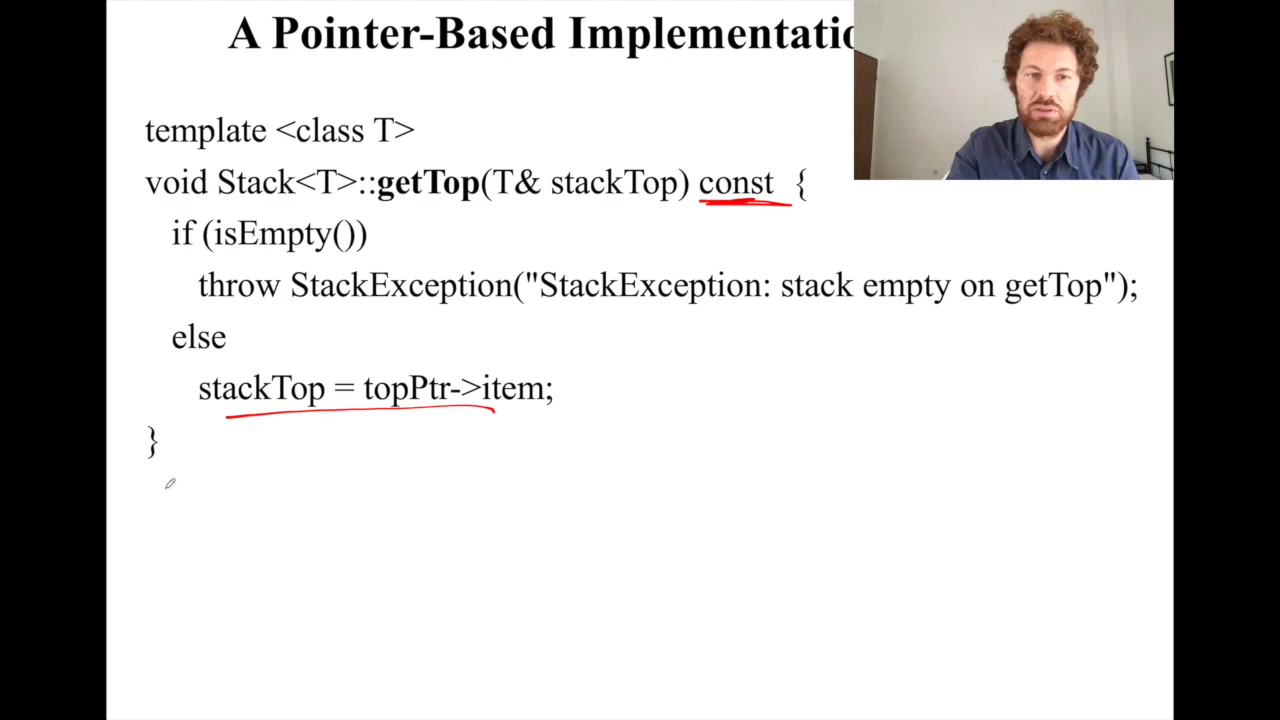 A Pointer-Based
template <class T>
void Stack<T>::getTop(T& stackTop) const {
if (isEmpty())
throw StackException("StackException: stack empty on getTop");
else
stackTop = topPtr->item;
}